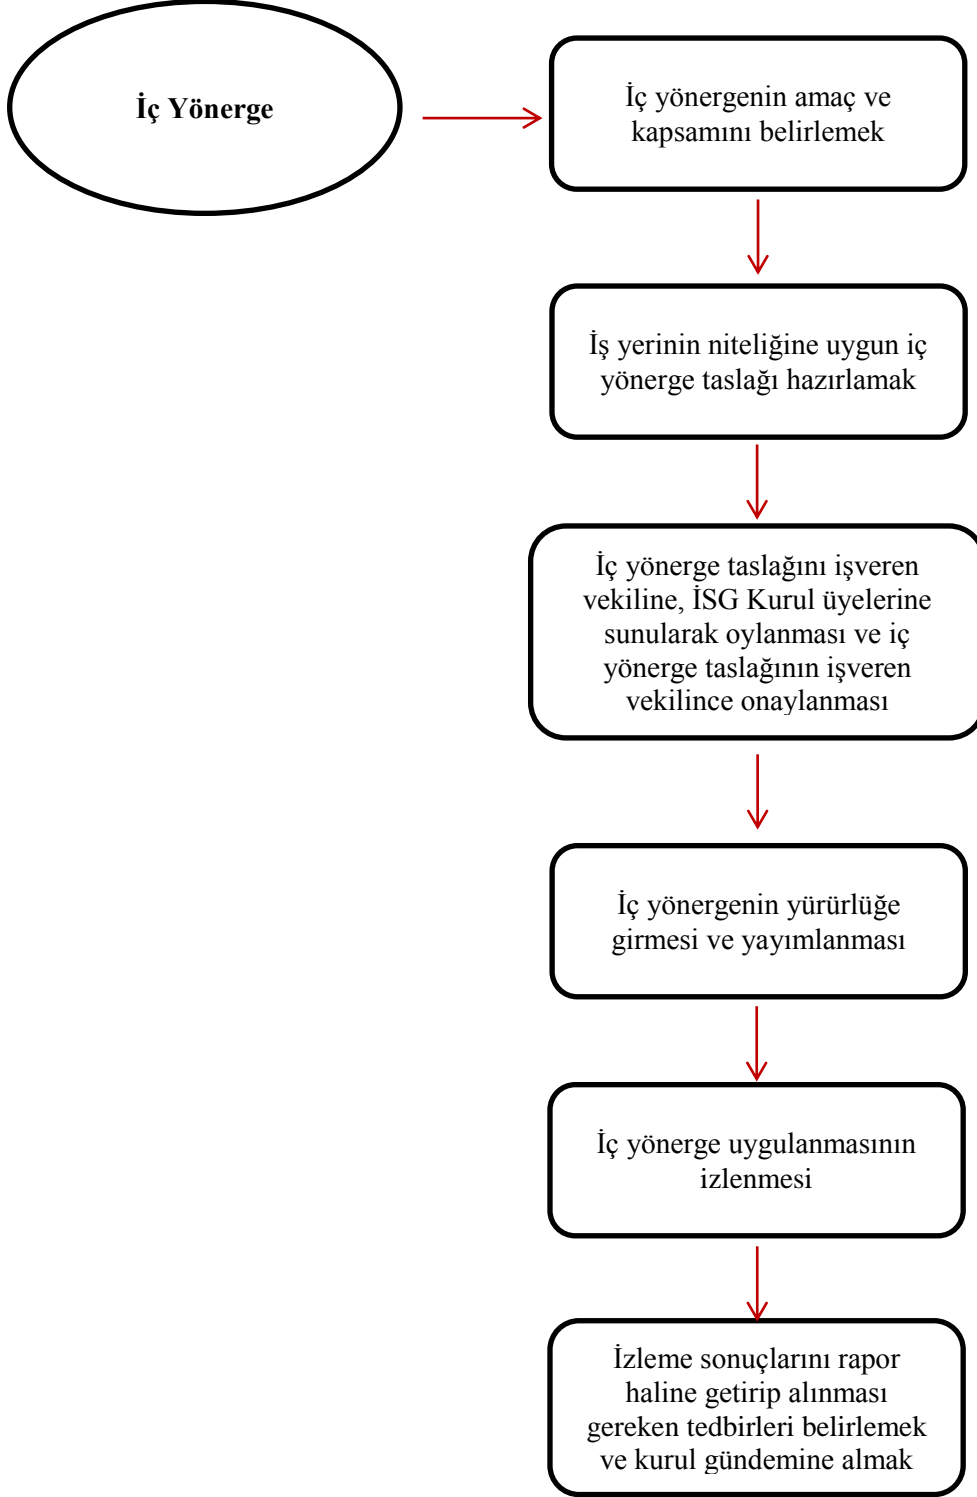 İç Yönerge
İç yönergenin amaç ve
kapsamını belirlemek
İş yerinin niteliğine uygun iç
yönerge taslağı hazırlamak
İç yönerge taslağını işveren
vekiline, İSG Kurul üyelerine
sunularak oylanması ve iç
yönerge taslağının işveren
vekilince onaylanması
İç yönergenin yürürlüğe
girmesi ve yayımlanması
İç yönerge uygulanmasının
izlenmesi
İzleme sonuçlarını rapor
haline getirip alınması
gereken tedbirleri belirlemek
ve kurul gündemine almak